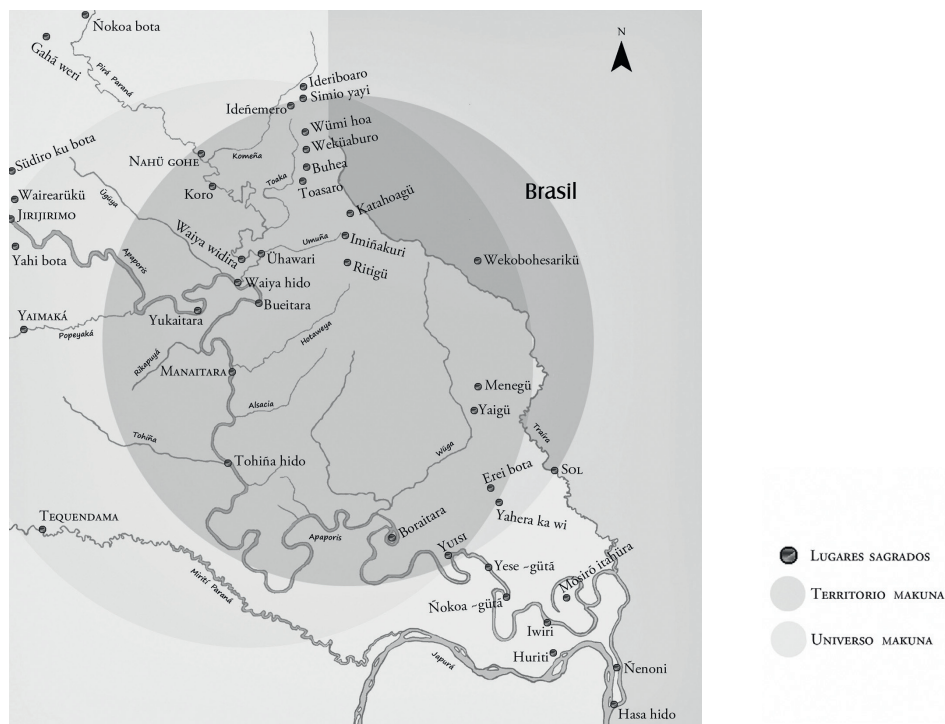 Ñokoa bota
N
Gahã weri
Pirá Paraná
Ideriboaro
Simio yayi
Ideñemero
Wümi hoa
Weküaburo
Südiro ku bota
NAHÜ GOHE
Komeña
Buhea
Toaka
Toasaro
Brasil
Wairearükü
Koro
Ügüya
JIRIJIRIMO
Katahoagü
Waiya widira
Umuña
Imiñakuri
Yahi bota
Apaporis
Ühawari
Wekobohesarikü
Ritigü
Waiya hido
Bueitara
YAIMAKÁ
Yukaitara
Popeyaká
Hotaweya
Rikapuyá
MANAITARA
Menegü
Alsacia
Yaigü
Tohiña
Wüga
Traíra
Tohiña hido
Erei bota
SOL
TEQUENDAMA
Yahera ka wi
Apaporis
Boraitara
YUISI
LUGARES SAGRADOS
Yese -gütã
Mosiró itahüra
Mirití Paraná
Ñokoa -gütã
TERRITORIO MAKUNA
Iwiri
UNIVERSO MAKUNA
Japurá
Huriti
Ñenoni
Hasa hido